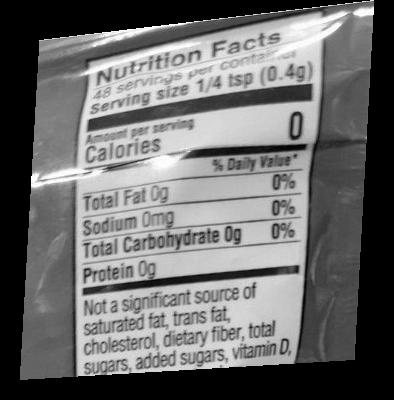 Nutrition Facts
48 servings per container
Serving size 1/4 tsp (0.4g)
Amount per serving
Calories 0
% Daily Value*
Total Fat 0g 0%
Sodium 0mg 0%
Total Carbohydrate 0g 0%
Protein 0g
Not a significant source of
saturated fat, trans fat,
cholesterol, dietary fiber, total
sugars, added sugars, vitamin D,